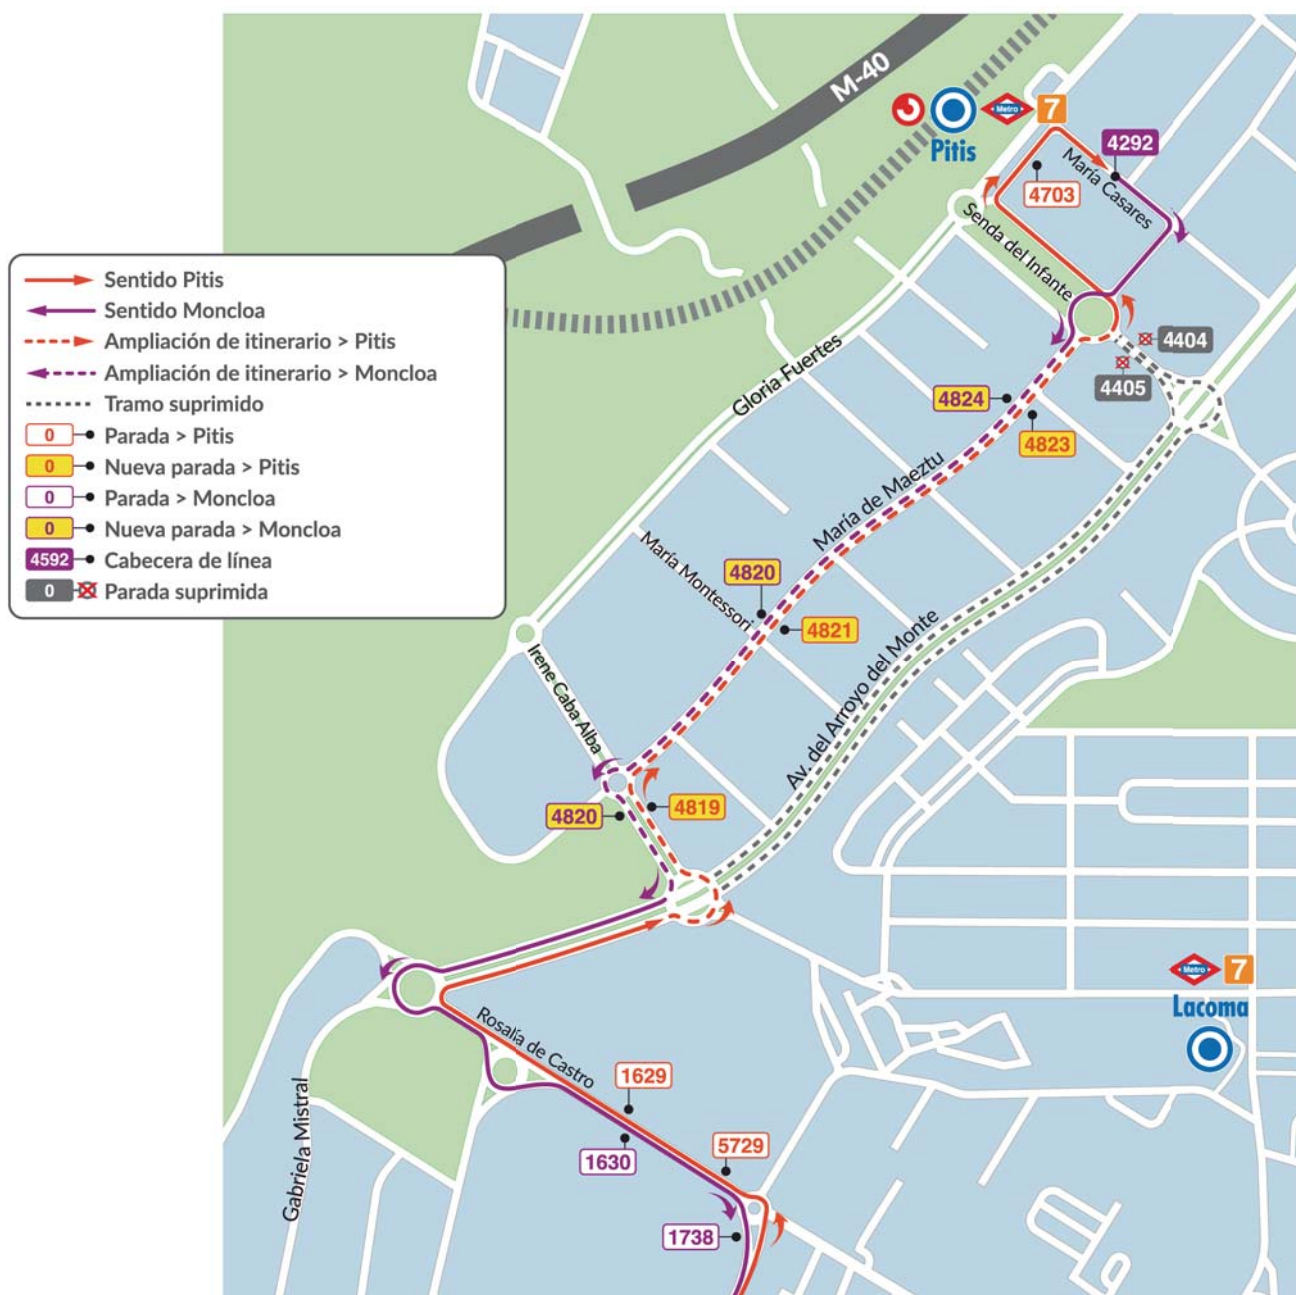 M-40
Metro
7
Pitis
4292
María Casares
4703
Senda del Infante
Sentido Pitis
Sentido Moncloa
Ampliación de itinerario > Pitis
Ampliación de itinerario > Moncloa
Tramo suprimido
0 Parada > Pitis
0 Nueva parada > Pitis
0 Parada > Moncloa
0 Nueva parada > Moncloa
4592 Cabecera de línea
0 Parada suprimida
4404
4405
Gloria Fuertes
4824
4823
María de Maeztu
María Montessori
4820
4821
Irene Caba Alba
Av. del Arroyo del Monte
4820
4819
Metro
7
Lacoma
Rosalía de Castro
Gabriela Mistral
1629
1630
5729
1738